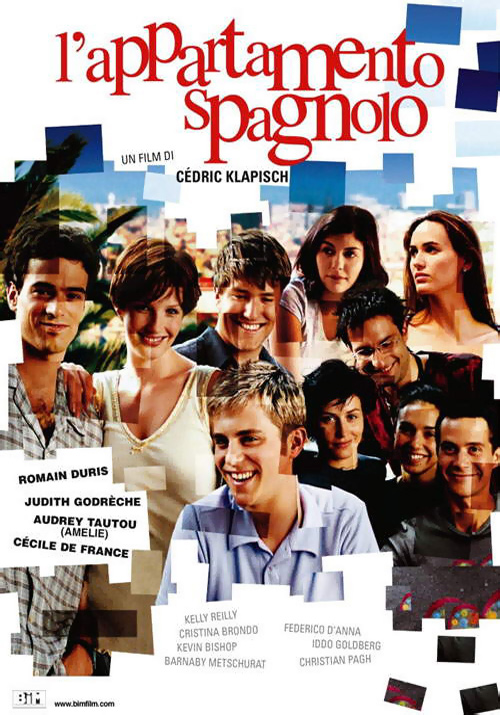 l'appartamento
spagnolo
UN FILM DI
CÉDRIC KLAPISCH
ROMAIN DURIS
JUDITH GODRÈCHE
AUDREY TAUTOU
(AMELIE)
CÉCILE DE FRANCE
KELLY REILLY
CRISTINA BRONDO
KEVIN BISHOP
BARNABY METSCHURAT
FEDERICO D'ANNA
IDDO GOLDBERG
CHRISTIAN PAGH
BiM
www.bimfilm.com